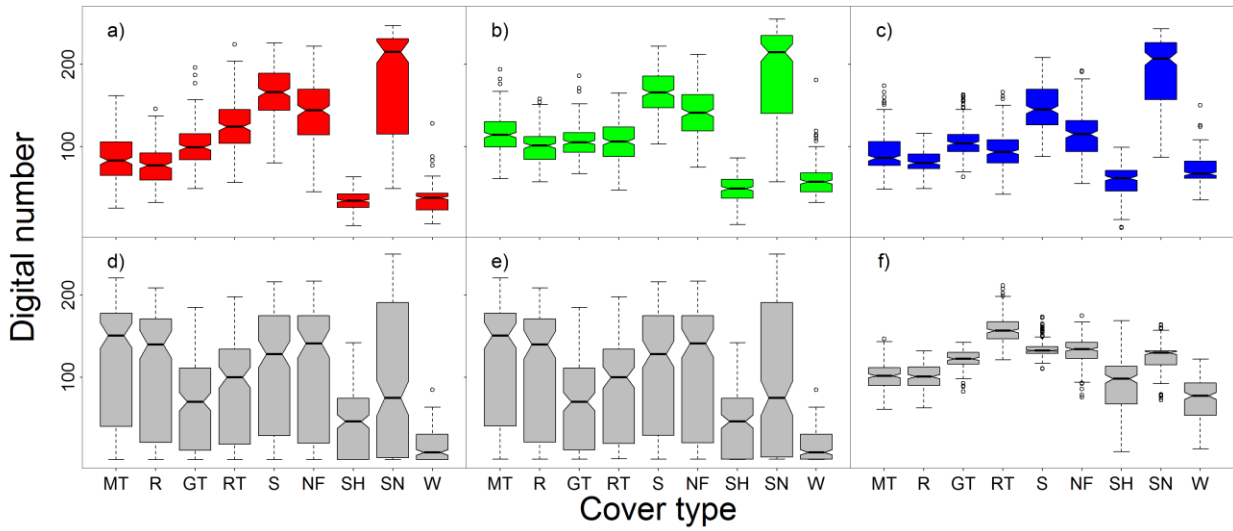 a)
b)
c)
200
100
d)
e)
f)
200
100
MT R GT RT S NF SH SN W
MT R GT RT S NF SH SN W
MT R GT RT S NF SH SN W
Digital number
Cover type